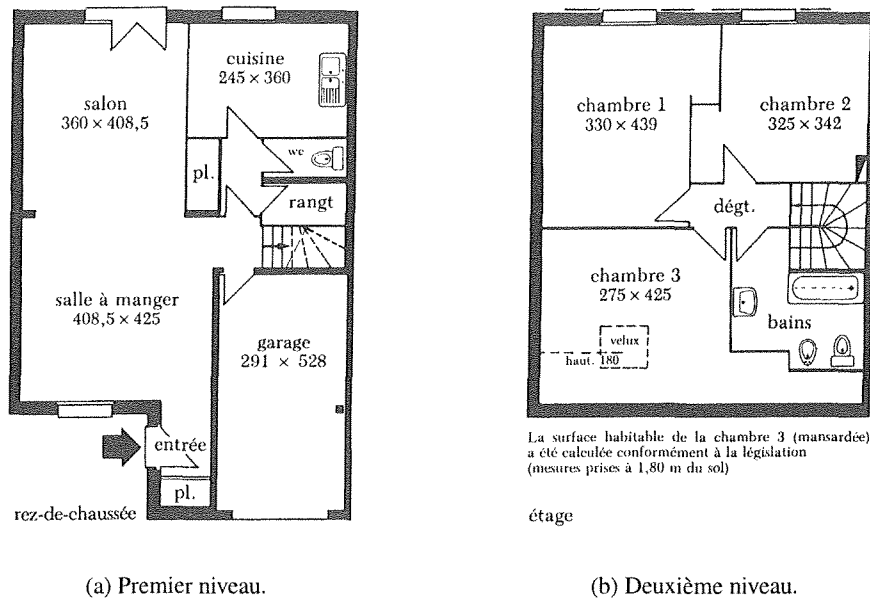 cuisine
245 × 360
salon
360 × 408,5
wc
pl.
rangt
salle à manger
408,5 × 425
garage
291 × 528
entrée
pl.
rez-de-chaussée
(a) Premier niveau.
chambre 1
330 × 439
chambre 2
325 × 342
dégt.
chambre 3
275 × 425
bains
velux
haut. 180
La surface habitable de la chambre 3 (mansardée)
a été calculée conformément à la législation
(mesures prises à 1,80 m du sol)
étage
(b) Deuxième niveau.